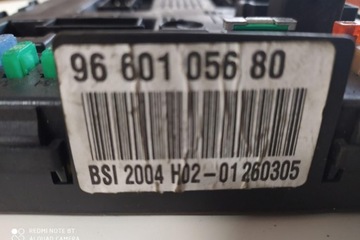 96 601 056 80
BSI 2004 H02-01260305
REDMI NOTE 8T
AI QUAD CAMERA